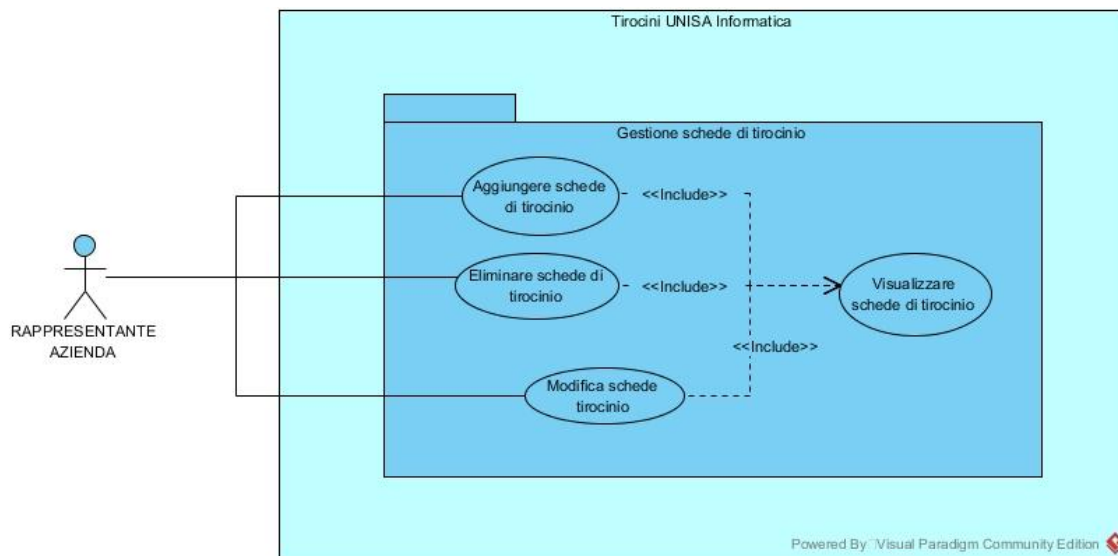 Tirocini UNISA Informatica
Gestione schede di tirocinio
Aggiungere schede
di tirocinio
<<Include>>
Eliminare schede di
tirocinio
<<Include>>
Visualizzare
schede di tirocinio
RAPPRESENTANTE
AZIENDA
<<Include>>
Modifica schede
tirocinio
Powered By Visual Paradigm Community Edition